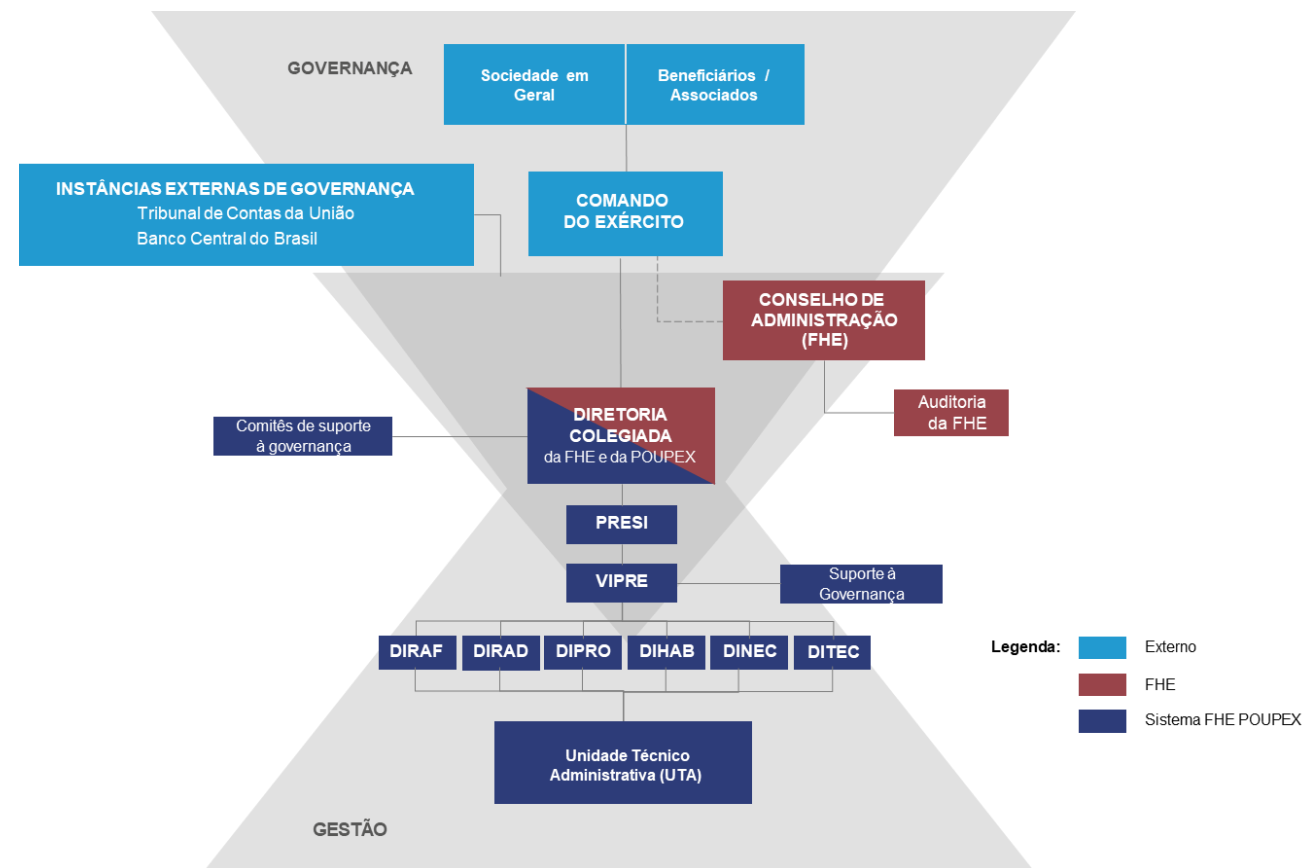 GOVERNANÇA
Sociedade em
Geral
Beneficiários /
Associados
INSTÂNCIAS EXTERNAS DE GOVERNANÇA
Tribunal de Contas da União
Banco Central do Brasil
COMANDO
DO EXÉRCITO
CONSELHO DE
ADMINISTRAÇÃO
(FHE)
Auditoria
da FHE
DIRETORIA
COLEGIADA
da FHE e da POUPEX
Comitês de suporte
à governança
PRESI
VIPRE
Suporte à
Governança
DIRAF
DIRAD
DIPRO
DIHAB
DINEC
DITEC
Unidade Técnico
Administrativa (UTA)
GESTÃO
Legenda:
Externo
FHE
Sistema FHE POUPEX